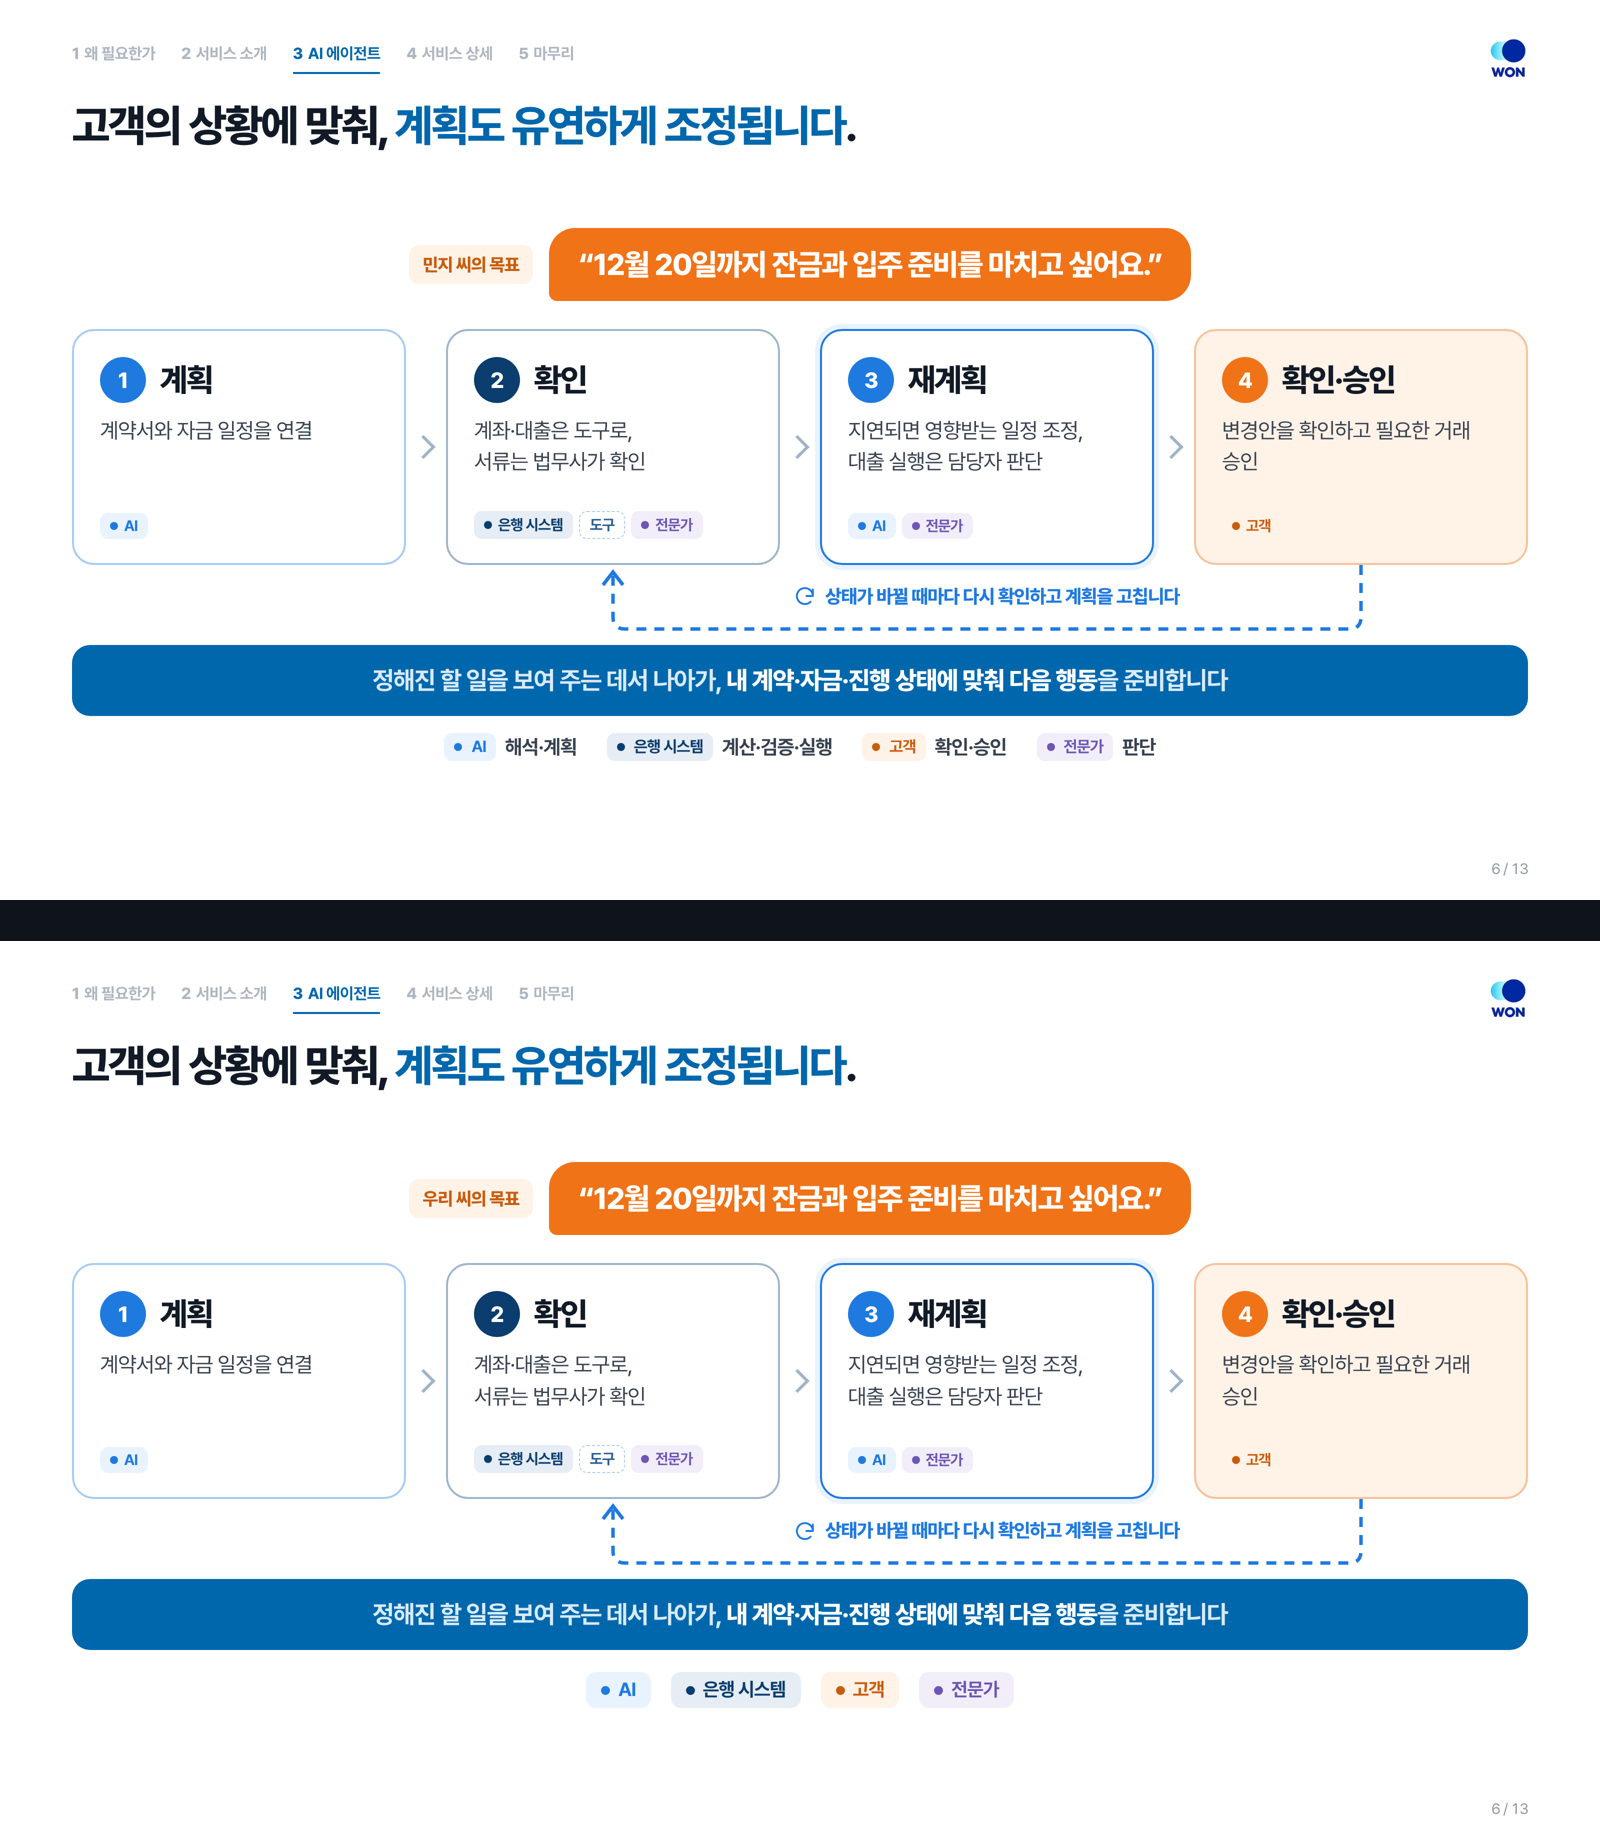 1 왜 필요한가 2 서비스 소개 3 AI 에이전트 4 서비스 상세 5 마무리
WON
고객의 상황에 맞춰, 계획도 유연하게 조정됩니다.
민지 씨의 목표
“12월 20일까지 잔금과 입주 준비를 마치고 싶어요.”
1 계획
계약서와 자금 일정을 연결
AI
2 확인
계좌·대출은 도구로,
서류는 법무사가 확인
은행 시스템 도구 전문가
3 재계획
지연되면 영향받는 일정 조정,
대출 실행은 담당자 판단
AI 전문가
4 확인·승인
변경안을 확인하고 필요한 거래
승인
고객
상태가 바뀔 때마다 다시 확인하고 계획을 고칩니다
정해진 할 일을 보여 주는 데서 나아가, 내 계약·자금·진행 상태에 맞춰 다음 행동을 준비합니다
AI 해석·계획 은행 시스템 계산·검증·실행 고객 확인·승인 전문가 판단
6 / 13
1 왜 필요한가 2 서비스 소개 3 AI 에이전트 4 서비스 상세 5 마무리
WON
고객의 상황에 맞춰, 계획도 유연하게 조정됩니다.
우리 씨의 목표
“12월 20일까지 잔금과 입주 준비를 마치고 싶어요.”
1 계획
계약서와 자금 일정을 연결
AI
2 확인
계좌·대출은 도구로,
서류는 법무사가 확인
은행 시스템 도구 전문가
3 재계획
지연되면 영향받는 일정 조정,
대출 실행은 담당자 판단
AI 전문가
4 확인·승인
변경안을 확인하고 필요한 거래
승인
고객
상태가 바뀔 때마다 다시 확인하고 계획을 고칩니다
정해진 할 일을 보여 주는 데서 나아가, 내 계약·자금·진행 상태에 맞춰 다음 행동을 준비합니다
AI 은행 시스템 고객 전문가
6 / 13